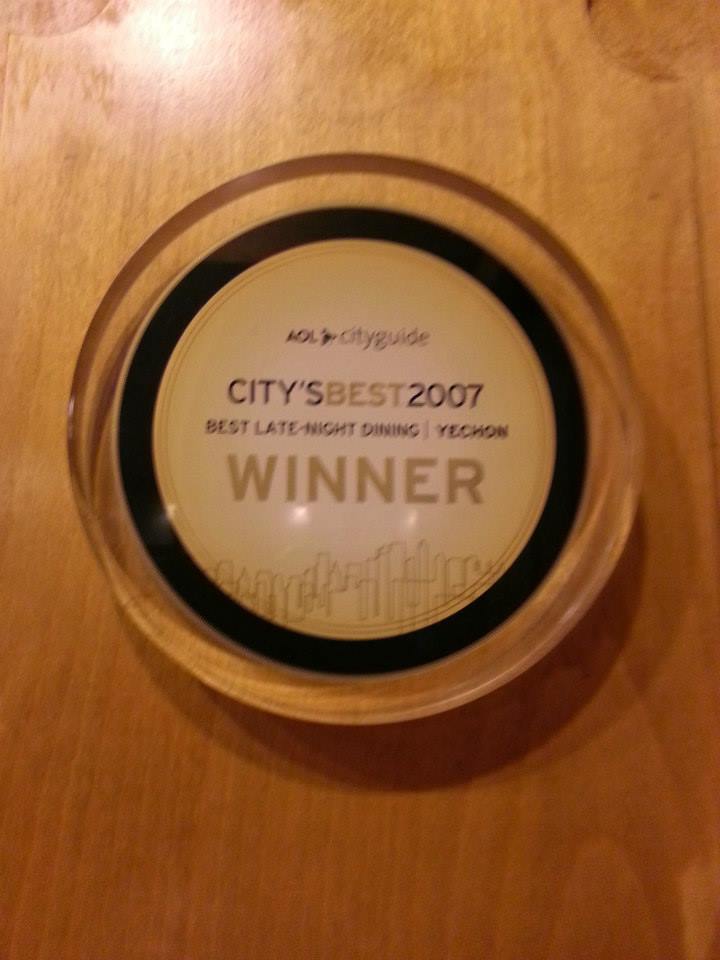 AOL cityguide
CITY'SBEST2007
BEST LATE-NIGHT DINING | YECHON
WINNER